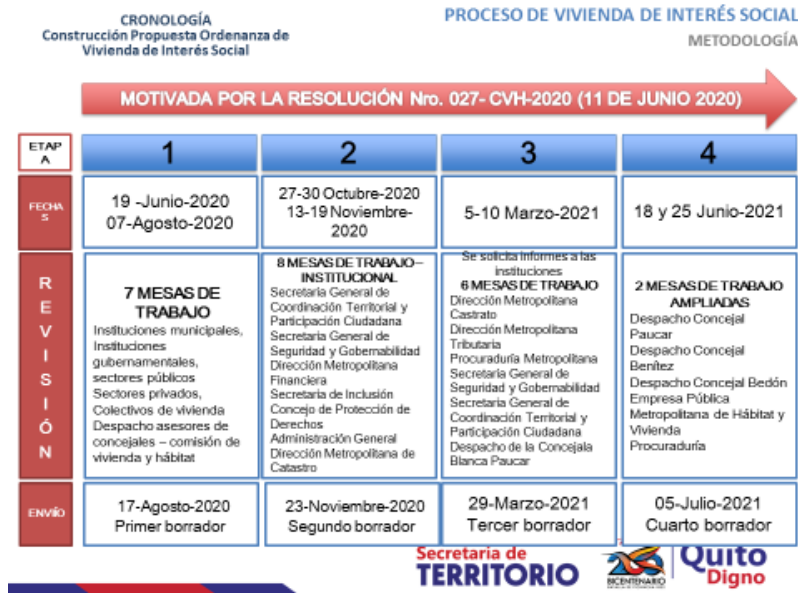 CRONOLOGÍA
Construcción Propuesta Ordenanza de
Vivienda de Interés Social
PROCESO DE VIVIENDA DE INTERÉS SOCIAL
METODOLOGÍA
MOTIVADA POR LA RESOLUCIÓN Nro. 027- CVH-2020 (11 DE JUNIO 2020)
ETAP
A
1
2
3
4
FECHA
S
19 -Junio-2020
07-Agosto-2020
27-30 Octubre-2020
13-19 Noviembre-
2020
5-10 Marzo-2021
18 y 25 Junio-2021
R
E
V
I
S
I
Ó
N
7 MESAS DE
TRABAJO
Instituciones municipales,
Instituciones
gubernamentales,
sectores públicos
Sectores privados,
Colectivos de vivienda
Despacho asesores de
concejales – comisión de
vivienda y hábitat
8 MESAS DE TRABAJO –
INSTITUCIONAL
Secretaria General de
Coordinación Territorial y
Participación Ciudadana
Secretaria General de
Seguridad y Gobernabilidad
Dirección Metropolitana
Financiera
Secretaria de Inclusión
Concejo de Protección de
Derechos
Administración General
Dirección Metropolitana de
Catastro
Se solicita informes a las
instituciones
6 MESAS DE TRABAJO
Dirección Metropolitana
Castrato
Dirección Metropolitana
Tributaria
Procuraduría Metropolitana
Secretaria General de
Seguridad y Gobernabilidad
Secretaria General de
Coordinación Territorial y
Participación Ciudadana
Despacho de la Concejala
Blanca Paucar
2 MESAS DE TRABAJO
AMPLIADAS
Despacho Concejal
Paucar
Despacho Concejal
Benítez
Despacho Concejal Bedón
Empresa Pública
Metropolitana de Hábitat y
Vivienda
Procuraduría
ENVIÍO
17-Agosto-2020
Primer borrador
23-Noviembre-2020
Segundo borrador
29-Marzo-2021
Tercer borrador
05-Julio-2021
Cuarto borrador
Secretaría de
TERRITORIO
BICENTENARIO
Quito
Digno